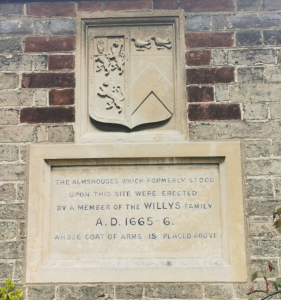 THE ALMSHOUSES WHICH FORMERLY STOOD
UPON THIS SITE WERE ERECTED
BY A MEMBER OF THE WILLYS FAMILY
A.D. 1665-6.
WHOSE COAT OF ARMS IS PLACED ABOVE